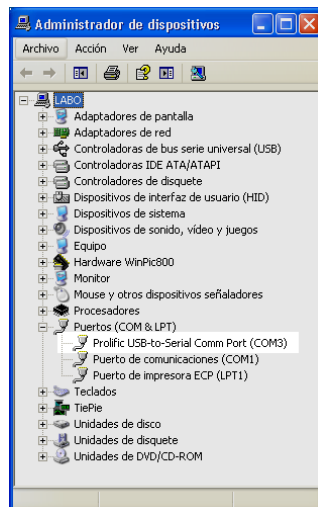 Administrador de dispositivos
Archivo Acción Ver Ayuda
LABO
Adaptadores de pantalla
Adaptadores de red
Controladoras de bus serie universal (USB)
Controladoras IDE ATA/ATAPI
Controladores de disquete
Dispositivos de interfaz de usuario (HID)
Dispositivos de sistema
Dispositivos de sonido, vídeo y juegos
Equipo
Hardware WinPic800
Monitor
Mouse y otros dispositivos señaladores
Procesadores
Puertos (COM & LPT)
Prolific USB-to-Serial Comm Port (COM3)
Puerto de comunicaciones (COM1)
Puerto de impresora ECP (LPT1)
Teclados
TiePie
Unidades de disco
Unidades de disquete
Unidades de DVD/CD-ROM